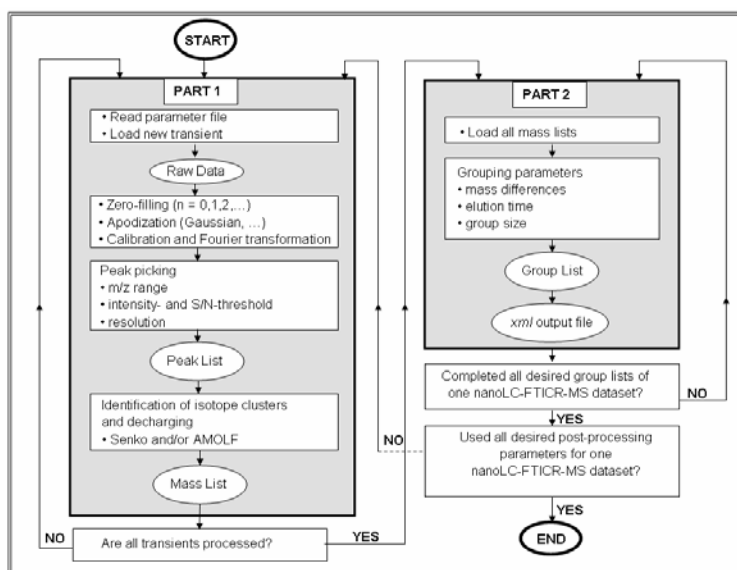 START
PART 1
• Read parameter file
• Load new transient
Raw Data
• Zero-filling (n = 0,1,2,…)
• Apodization (Gaussian, …)
• Calibration and Fourier transformation
Peak picking
• m/z range
• intensity- and S/N-threshold
• resolution
Peak List
Identification of isotope clusters
and decharging
• Senko and/or AMOLF
Mass List
NO
Are all transients processed?
YES
PART 2
• Load all mass lists
Grouping parameters
• mass differences
• elution time
• group size
Group List
xml output file
Completed all desired group lists of
one nanoLC-FTICR-MS dataset?
NO
YES
NO
Used all desired post-processing
parameters for one
nanoLC-FTICR-MS dataset?
YES
END